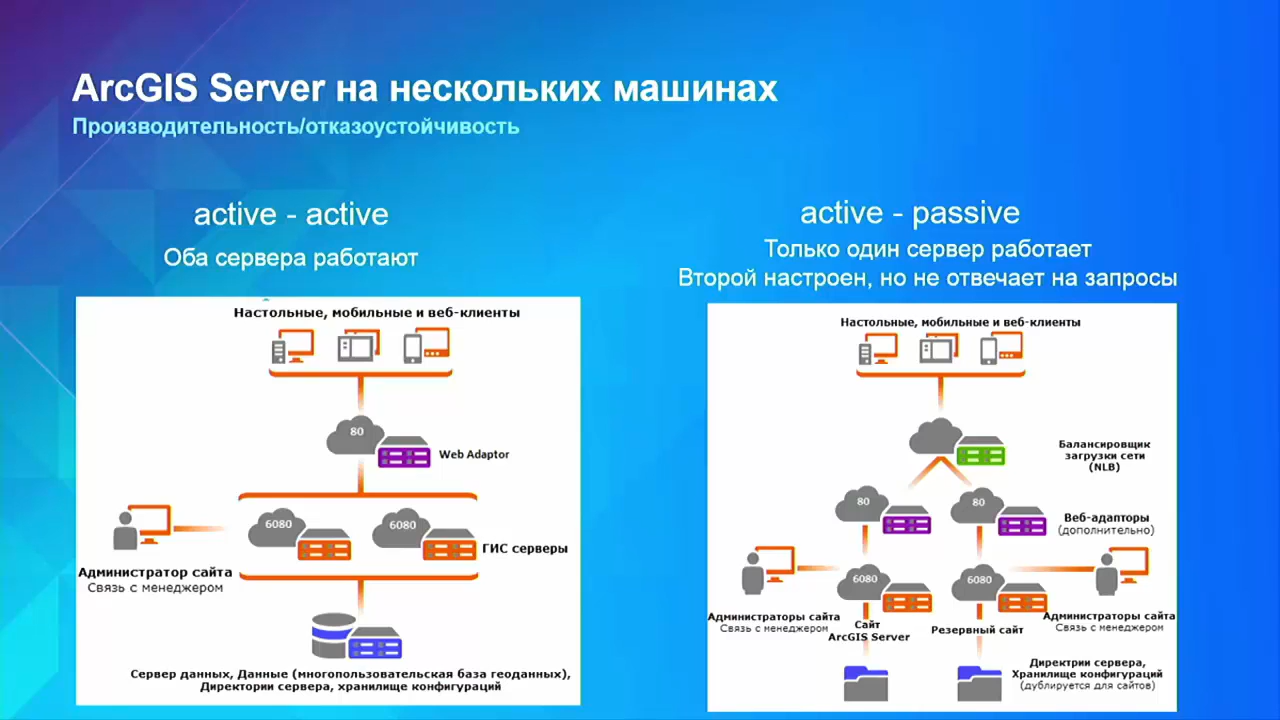 ArcGIS Server на нескольких машинах
Производительность/отказоустойчивость
active - active
Оба сервера работают
Настольные, мобильные и веб-клиенты
80
Web Adaptor
6080
6080
ГИС серверы
Администратор сайта
Связь с менеджером
Сервер данных, Данные (многопользовательская база геоданных),
Директории сервера, хранилище конфигураций
active - passive
Только один сервер работает
Второй настроен, но не отвечает на запросы
Настольные, мобильные и веб-клиенты
Балансировщик
загрузки сети
(NLB)
80
80
Веб-адапторы
(дополнительно)
6080
6080
Администраторы сайта
Связь с менеджером
Сайт
ArcGIS Server
Резервный сайт
Администраторы сайта
Связь с менеджером
Директрии сервера,
Хранилище конфигураций
(дублируется для сайтов)